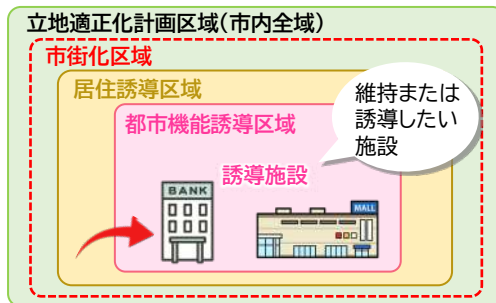 立地適正化計画区域(市内全域)
市街化区域
居住誘導区域
都市機能誘導区域
維持または
誘導したい
施設
誘導施設
BANK
MALL